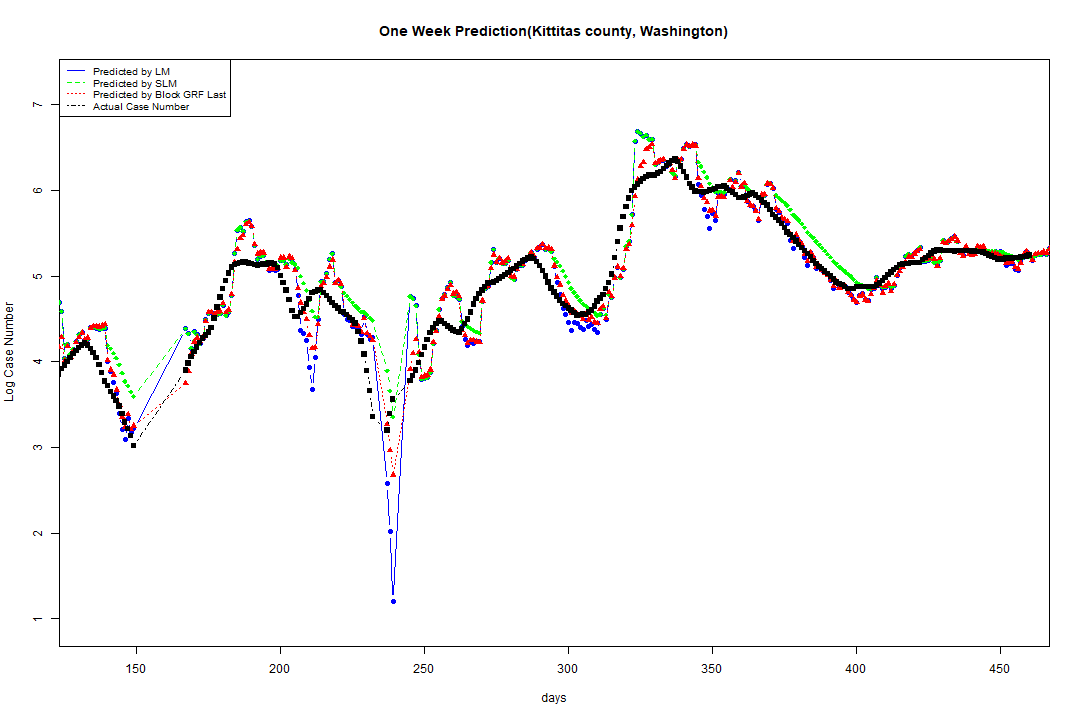 One Week Prediction(Kittitas county, Washington)
Predicted by LM
Predicted by SLM
Predicted by Block GRF Last
Actual Case Number
7
6
5
4
3
2
1
Log Case Number
150 200 250 300 350 400 450
days